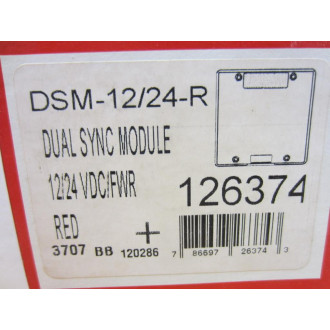 DSM-12/24-R
DUAL SYNC MODULE
12/24 VDC/FWR
126374
RED
3707 BB 120286
7 86697 26374 3